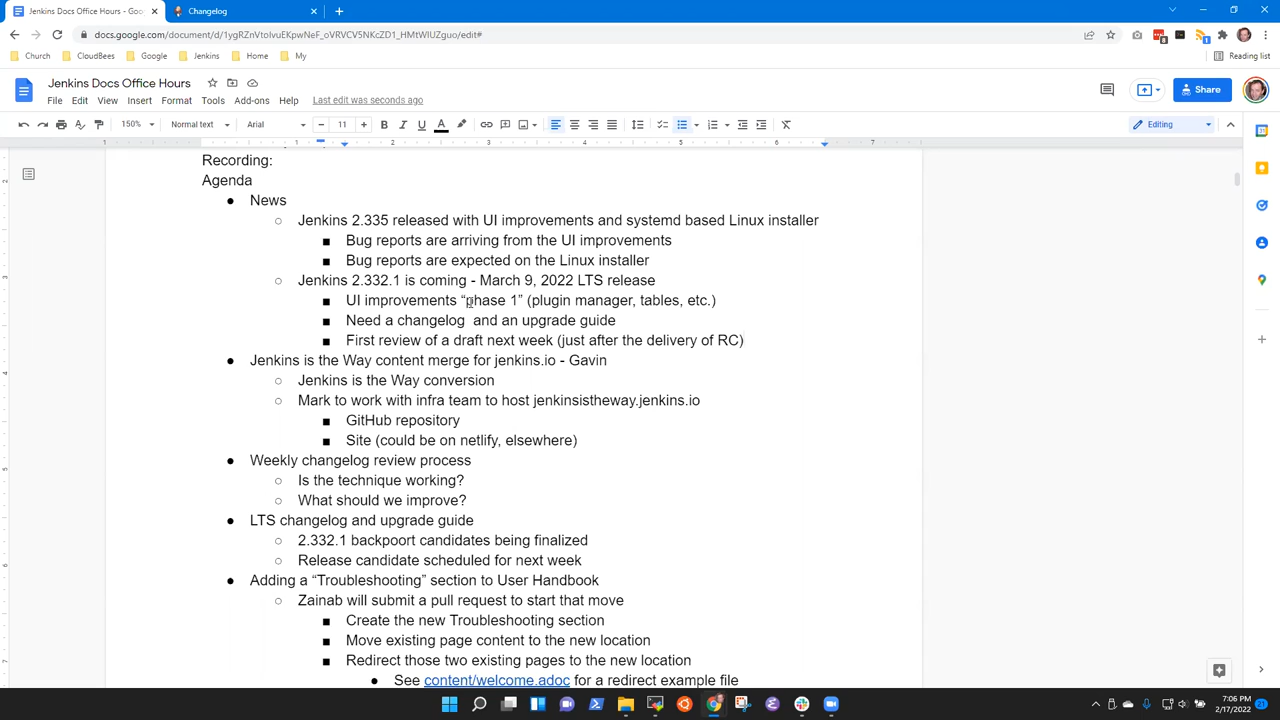 Jenkins Docs Office Hours - Goo
Changelog
docs.google.com/document/d/1ygRZnVtoIvuEKpwNeF_oVRVCV5NKcZD1_HMtWIUZguo/edit#
Church
CloudBees
Google
Jenkins
Home
My
Reading list
Jenkins Docs Office Hours
File Edit View Insert Format Tools Add-ons Help Last edit was seconds ago
Share
150% Normal text Arial 11 Editing
Recording:
Agenda
News
Jenkins 2.335 released with UI improvements and systemd based Linux installer
Bug reports are arriving from the UI improvements
Bug reports are expected on the Linux installer
Jenkins 2.332.1 is coming - March 9, 2022 LTS release
UI improvements “phase 1” (plugin manager, tables, etc.)
Need a changelog  and an upgrade guide
First review of a draft next week (just after the delivery of RC)
Jenkins is the Way content merge for jenkins.io - Gavin
Jenkins is the Way conversion
Mark to work with infra team to host jenkinsistheway.jenkins.io
GitHub repository
Site (could be on netlify, elsewhere)
Weekly changelog review process
Is the technique working?
What should we improve?
LTS changelog and upgrade guide
2.332.1 backpoort candidates being finalized
Release candidate scheduled for next week
Adding a “Troubleshooting” section to User Handbook
Zainab will submit a pull request to start that move
Create the new Troubleshooting section
Move existing page content to the new location
Redirect those two existing pages to the new location
See content/welcome.adoc for a redirect example file
7:06 PM
2/17/2022